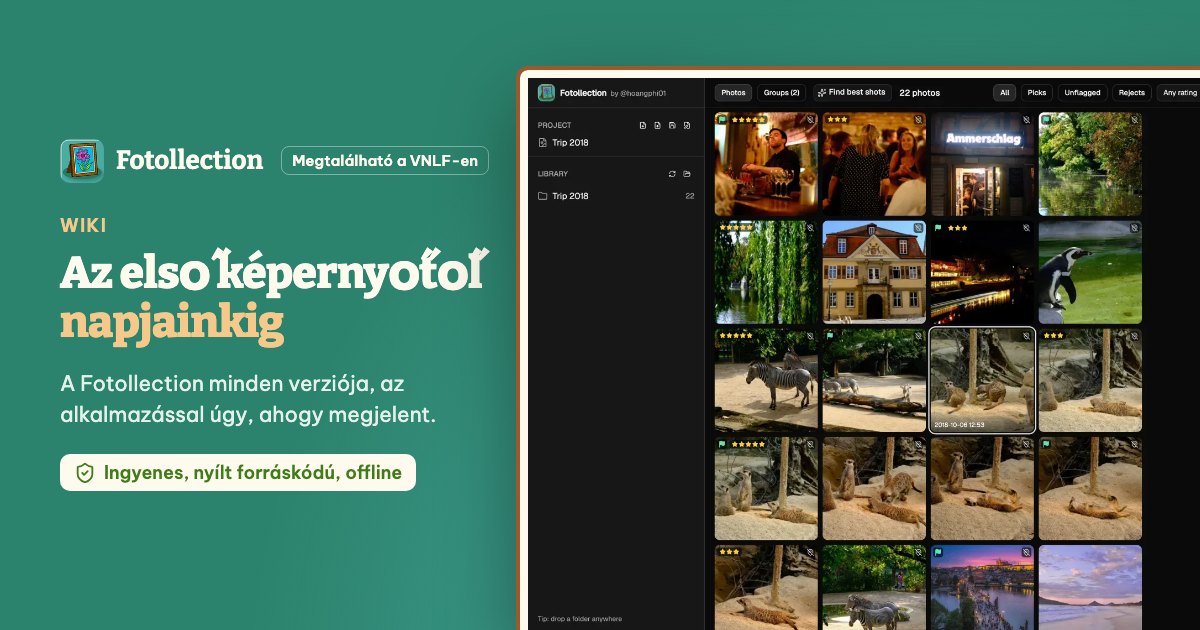 Fotollection
Megtalálható a VNLF-en
WIKI
Az első képernyőtől
napjainkig
A Fotollection minden verziója, az
alkalmazással úgy, ahogy megjelent.
Ingyenes, nyílt forráskódú, offline
Fotollection by @hoangphi01
PROJECT
Trip 2018
LIBRARY
Trip 2018 22
Tip: drop a folder anywhere
Photos Groups (2) Find best shots 22 photos All Picks Unflagged Rejects Any rating
Ammerschlag
2018-10-06 12:53